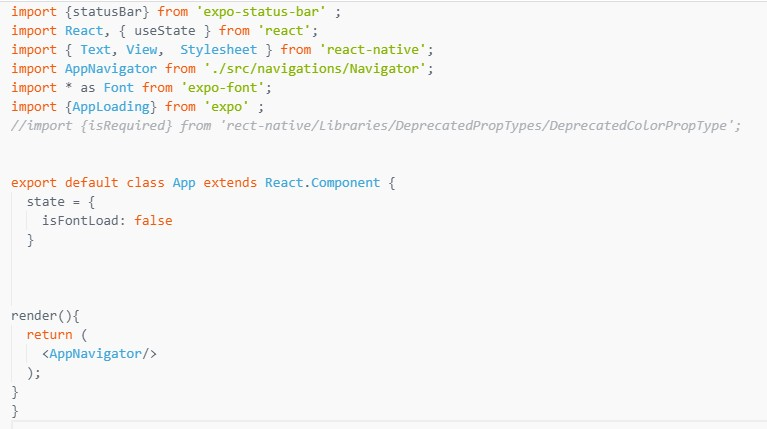 import {statusBar} from 'expo-status-bar' ;
import React, { useState } from 'react';
import { Text, View,  Stylesheet } from 'react-native';
import AppNavigator from './src/navigations/Navigator';
import * as Font from 'expo-font';
import {AppLoading} from 'expo' ;
//import {isRequired} from 'rect-native/Libraries/DeprecatedPropTypes/DeprecatedColorPropType';
export default class App extends React.Component {
  state = {
    isFontLoad: false
  }
render(){
  return (
    <AppNavigator/>
  );
}
}